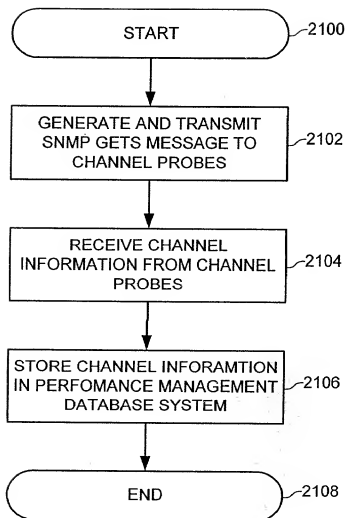 START
2100
GENERATE AND TRANSMIT
SNMP GETS MESSAGE TO
CHANNEL PROBES
2102
RECEIVE CHANNEL
INFORMATION FROM CHANNEL
PROBES
2104
STORE CHANNEL INFORAMTION
IN PERFOMANCE MANAGEMENT
DATABASE SYSTEM
2106
END
2108